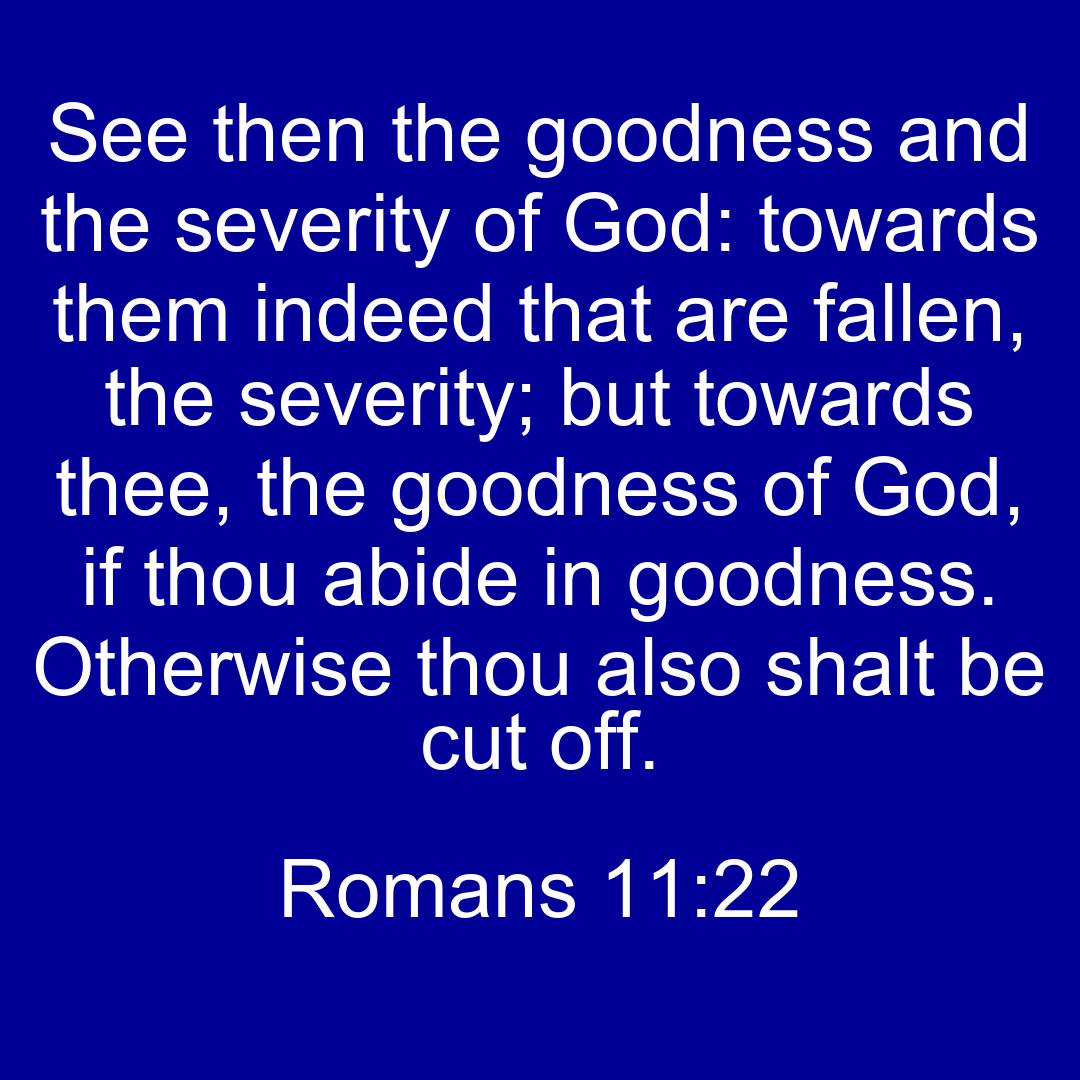 See then the goodness and
the severity of God: towards
them indeed that are fallen,
the severity; but towards
thee, the goodness of God,
if thou abide in goodness.
Otherwise thou also shalt be
cut off.
Romans 11:22